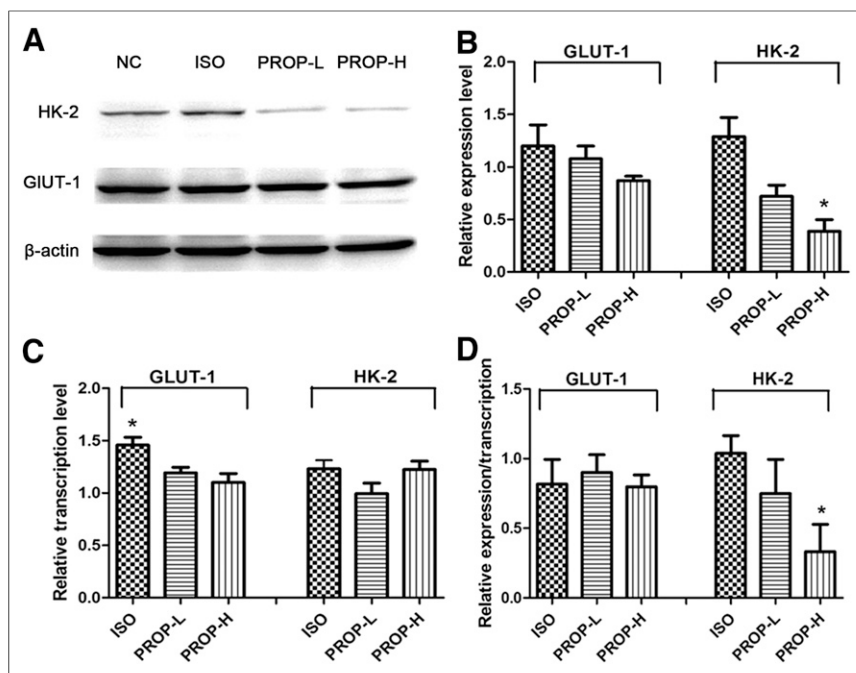 A
NC ISO PROP-L PROP-H
HK-2
GlUT-1
β-actin
B
GLUT-1 HK-2
Relative expression level
2.0
1.5
1.0
0.5
0.0
*
ISO PROP-L PROP-H ISO PROP-L PROP-H
C
GLUT-1 HK-2
Relative transcription level
2.0
1.5
1.0
0.5
0.0
*
ISO PROP-L PROP-H ISO PROP-L PROP-H
D
GLUT-1 HK-2
Relative expression/transcription
1.5
1.0
0.5
0.0
*
ISO PROP-L PROP-H ISO PROP-L PROP-H